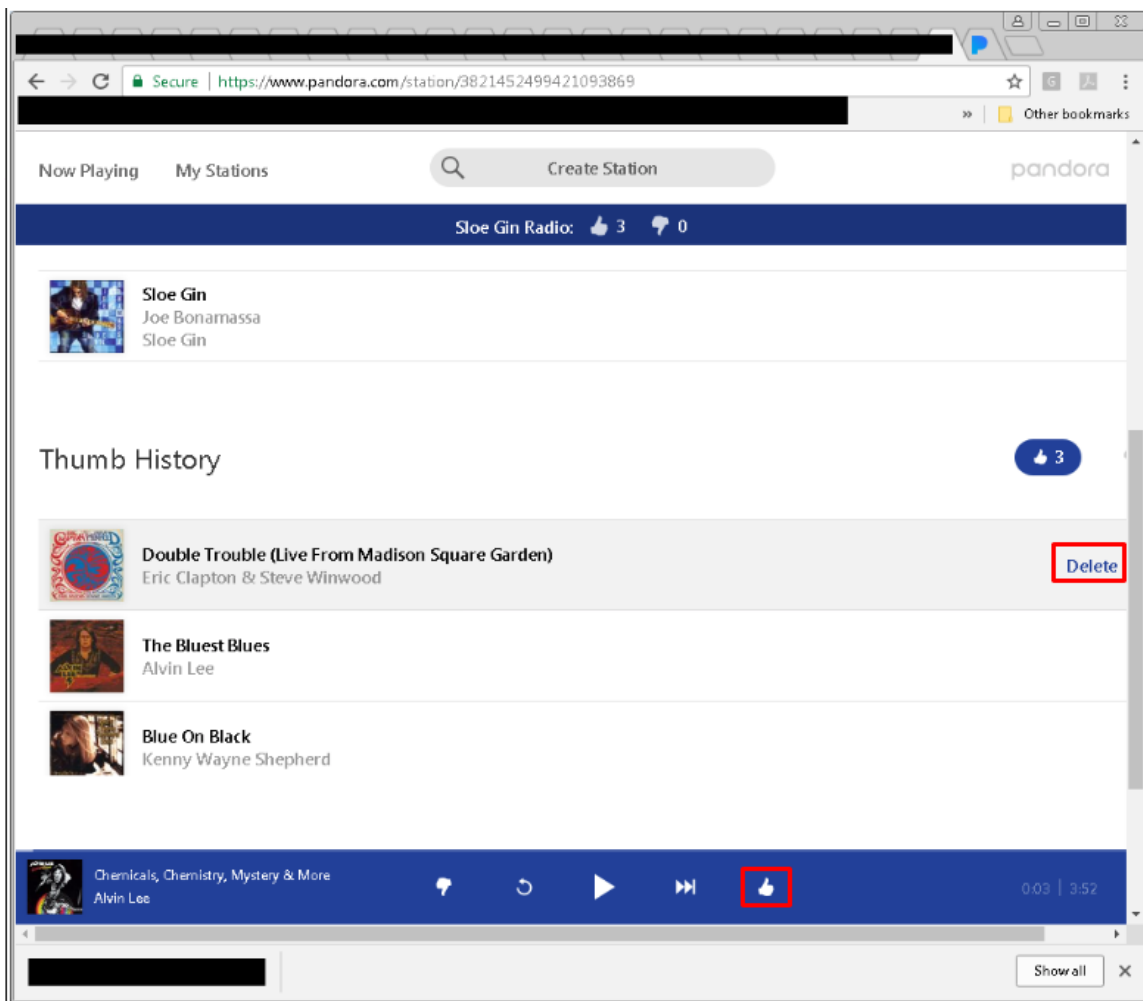 Secure | https://www.pandora.com/station/3821452499421093869
Other bookmarks
Now Playing My Stations Create Station pandora
Sloe Gin Radio: 3 0
Sloe Gin
Joe Bonamassa
Sloe Gin
Thumb History 3
Double Trouble (Live From Madison Square Garden)
Eric Clapton & Steve Winwood
Delete
The Bluest Blues
Alvin Lee
Blue On Black
Kenny Wayne Shepherd
Chemicals, Chemistry, Mystery & More
Alvin Lee
0:03 | 3:52
Show all